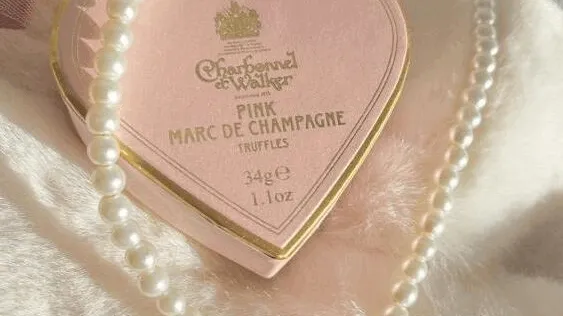 Charbonnel
et Walker
PINK
MARC DE CHAMPAGNE
TRUFFLES
34g℮
1.1oz